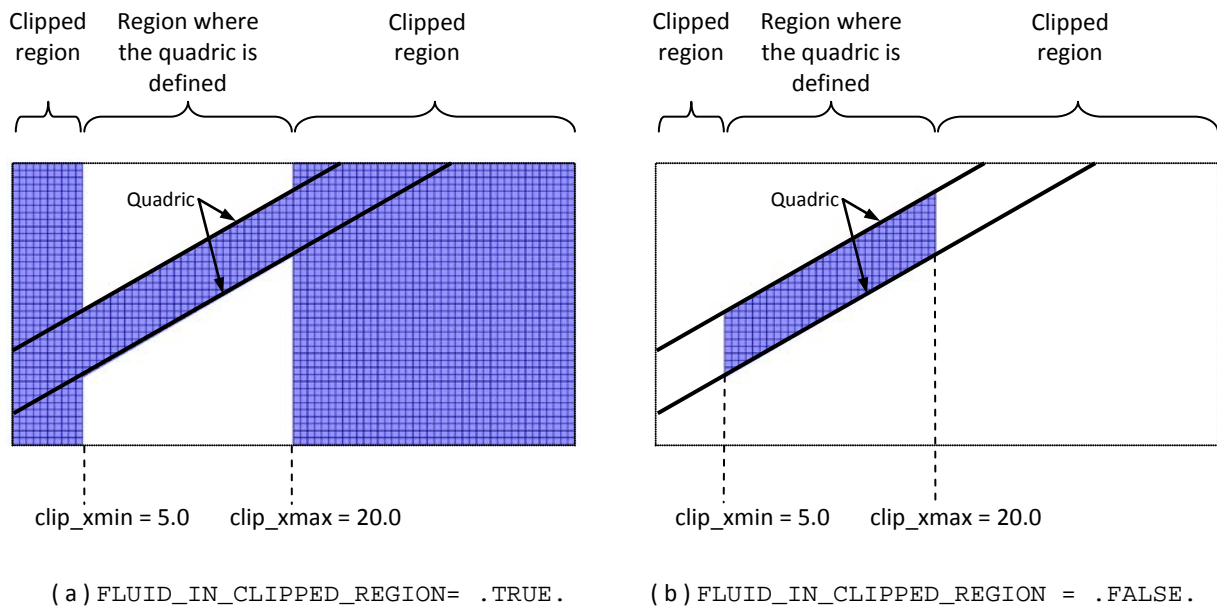 Clipped
region
Region where
the quadric is
defined
Clipped
region
Quadric
clip_xmin = 5.0
clip_xmax = 20.0
(a) FLUID_IN_CLIPPED_REGION= .TRUE.
Clipped
region
Region where
the quadric is
defined
Clipped
region
Quadric
clip_xmin = 5.0
clip_xmax = 20.0
(b) FLUID_IN_CLIPPED_REGION = .FALSE.